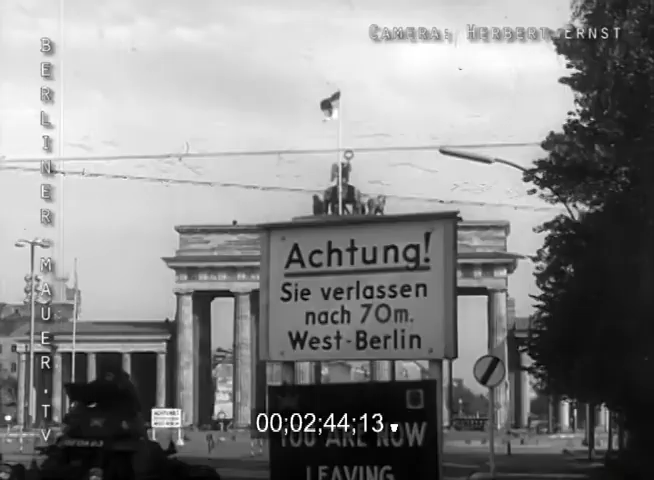 CAMERA: HERBERT ERNST
BERLINER-MAUER.TV
Achtung!
Sie verlassen
nach 70m.
West-Berlin
00;02;44;13
YOU ARE NOW
LEAVING